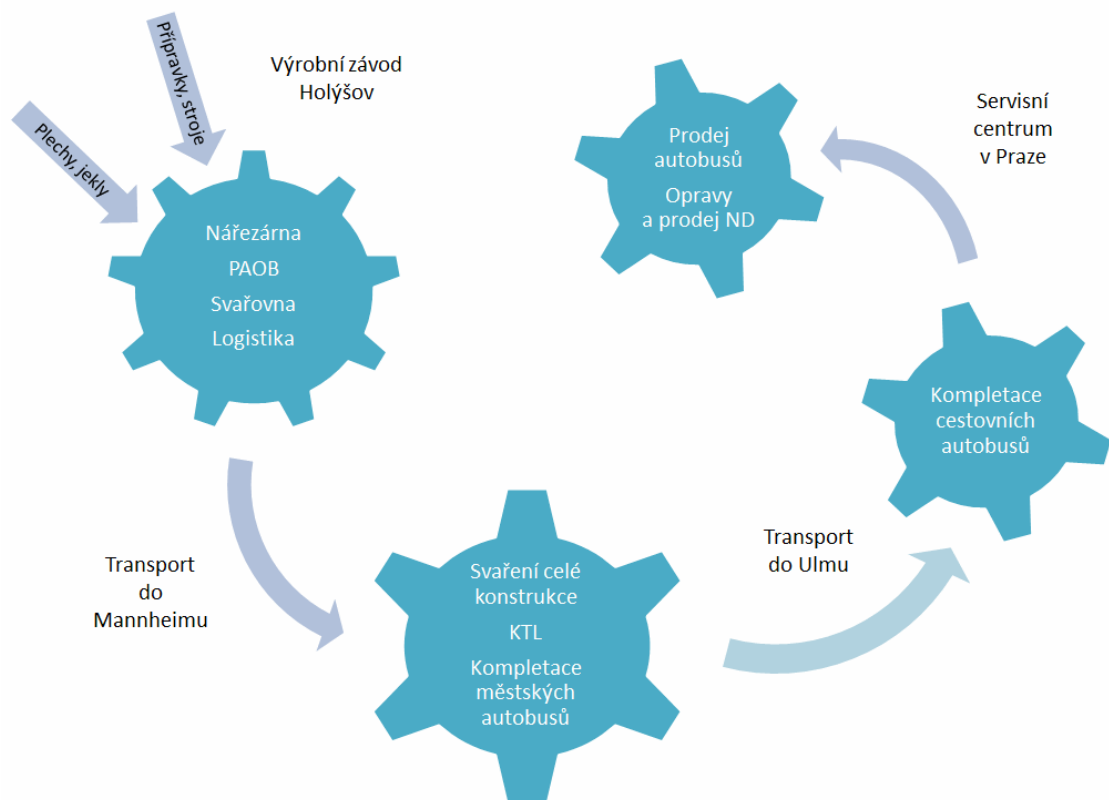 Přípravky, stroje
Plechy, jekly
Výrobní závod
Holýšov
Nářezárna
PAOB
Svařovna
Logistika
Transport
do
Mannheimu
Svaření celé
konstrukce
KTL
Kompletace
městských
autobusů
Transport
do Ulmu
Kompletace
cestovních
autobusů
Servisní
centrum
v Praze
Prodej
autobusů
Opravy
a prodej ND